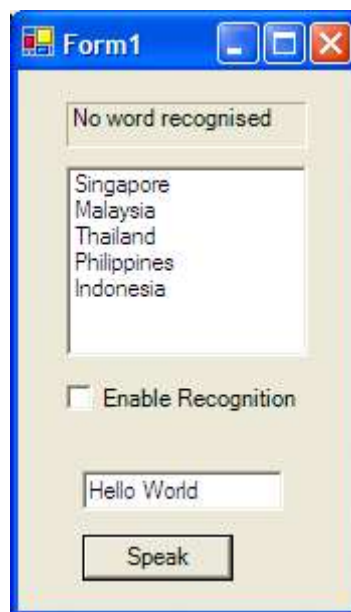 Form1
No word recognised
Singapore
Malaysia
Thailand
Philippines
Indonesia
Enable Recognition
Hello World
Speak